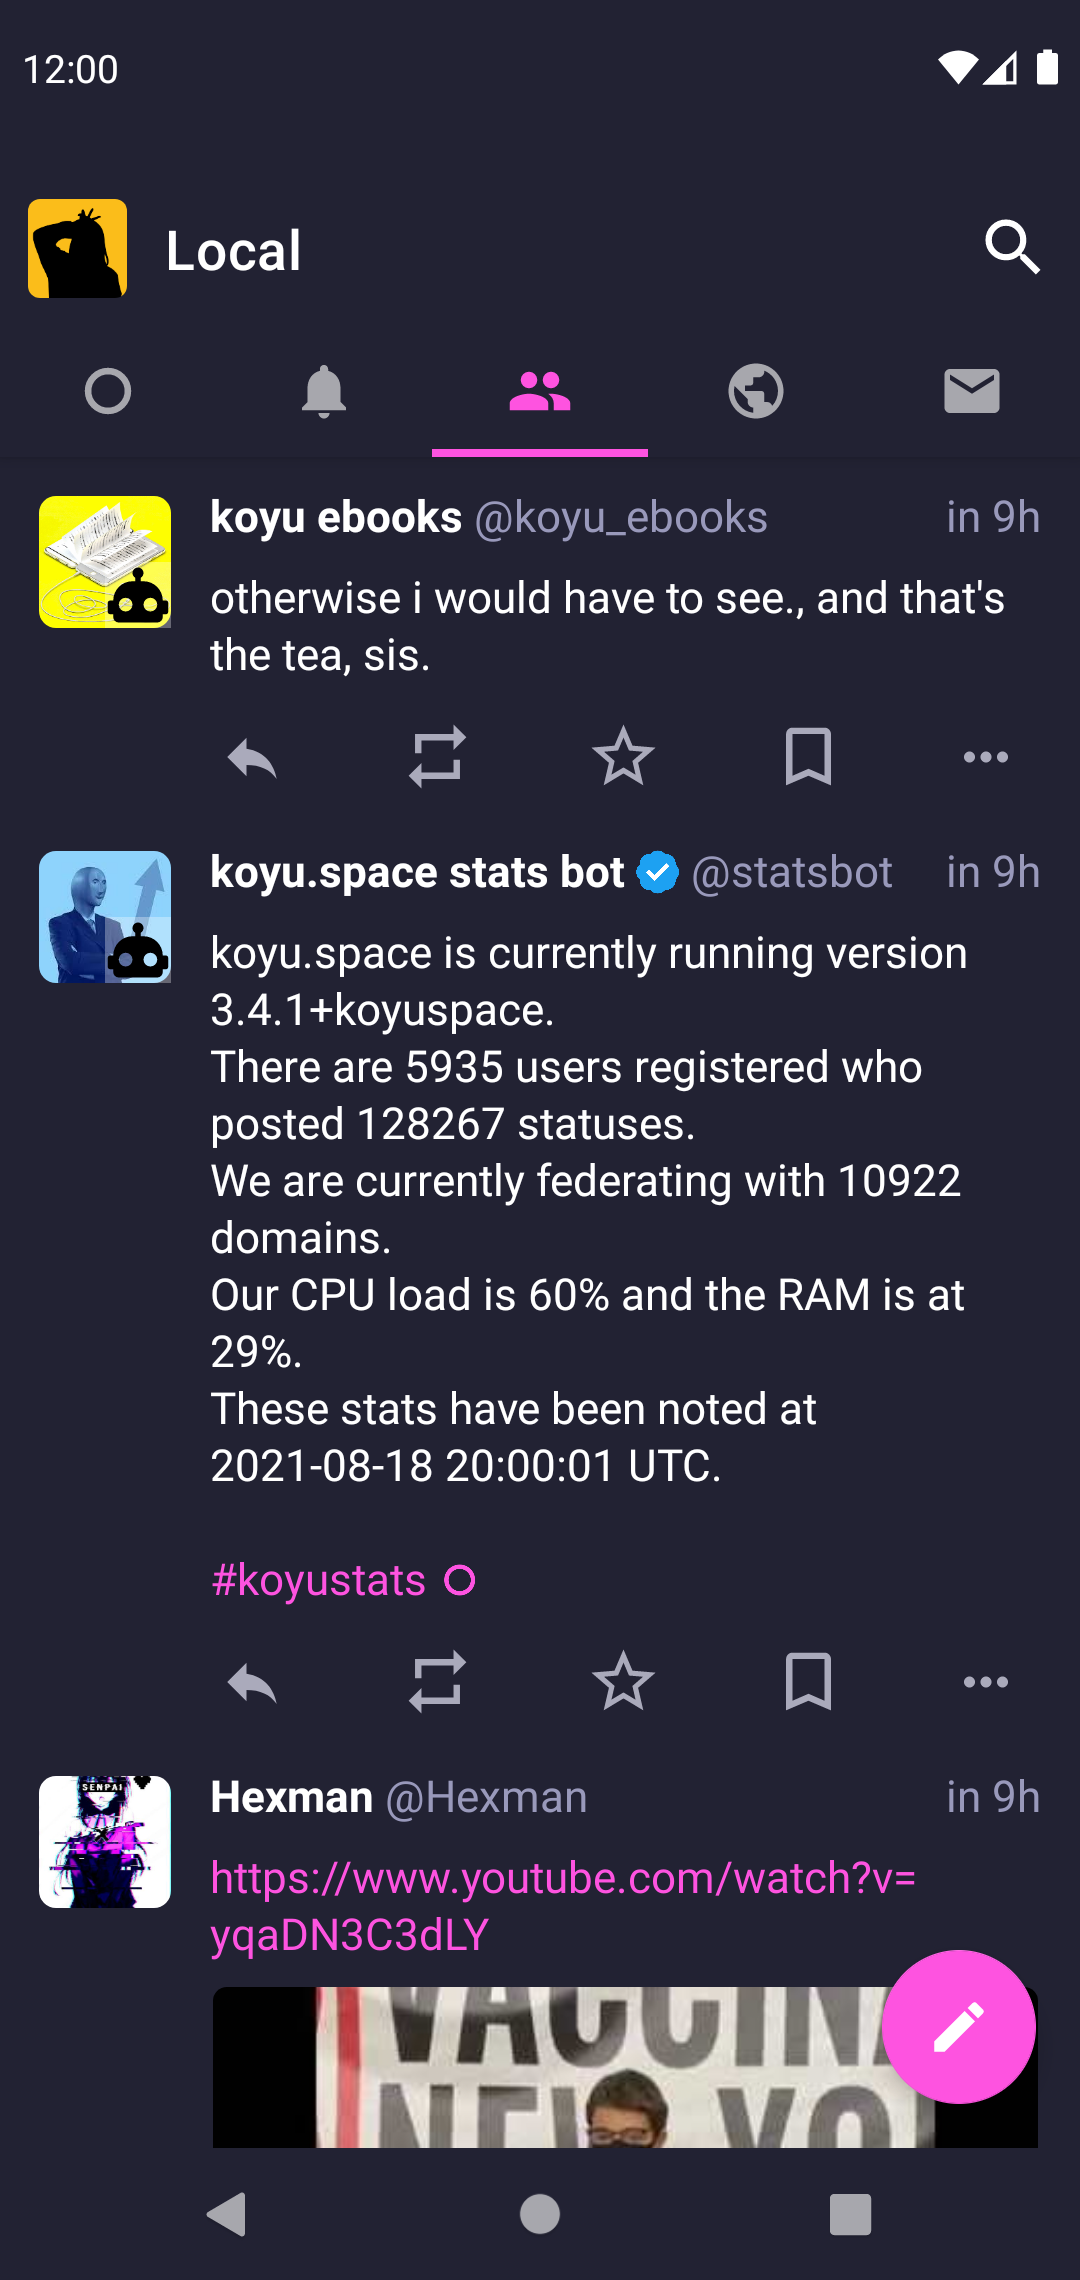 12:00
Local
koyu ebooks @koyu_ebooks in 9h
otherwise i would have to see., and that's
the tea, sis.
koyu.space stats bot @statsbot in 9h
koyu.space is currently running version
3.4.1+koyuspace.
There are 5935 users registered who
posted 128267 statuses.
We are currently federating with 10922
domains.
Our CPU load is 60% and the RAM is at
29%.
These stats have been noted at
2021-08-18 20:00:01 UTC.
#koyustats
SENPAI
Hexman @Hexman in 9h
https://www.youtube.com/watch?v=
yqaDN3C3dLY